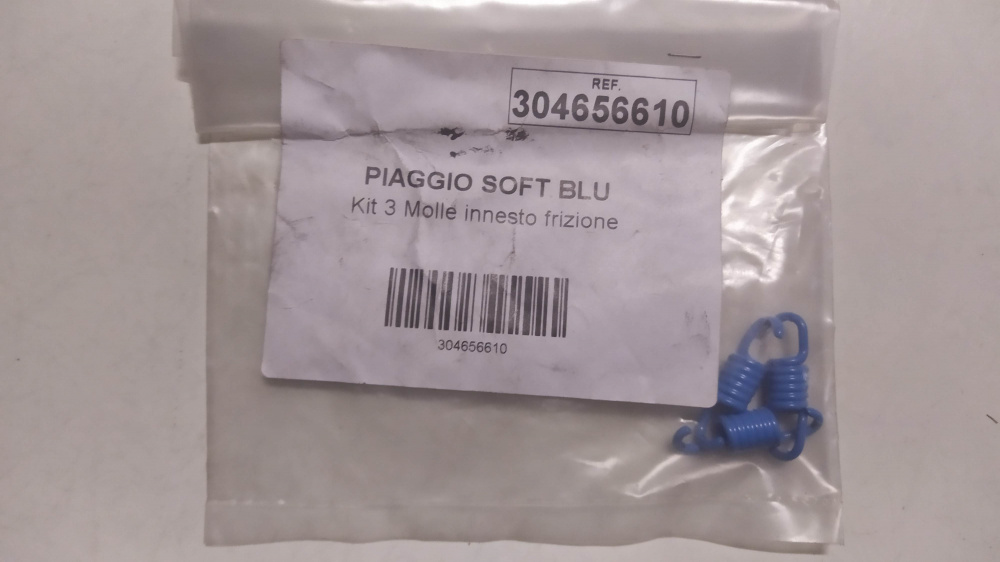 REF.
304656610
PIAGGIO SOFT BLU
Kit 3 Molle innesto frizione
304656610